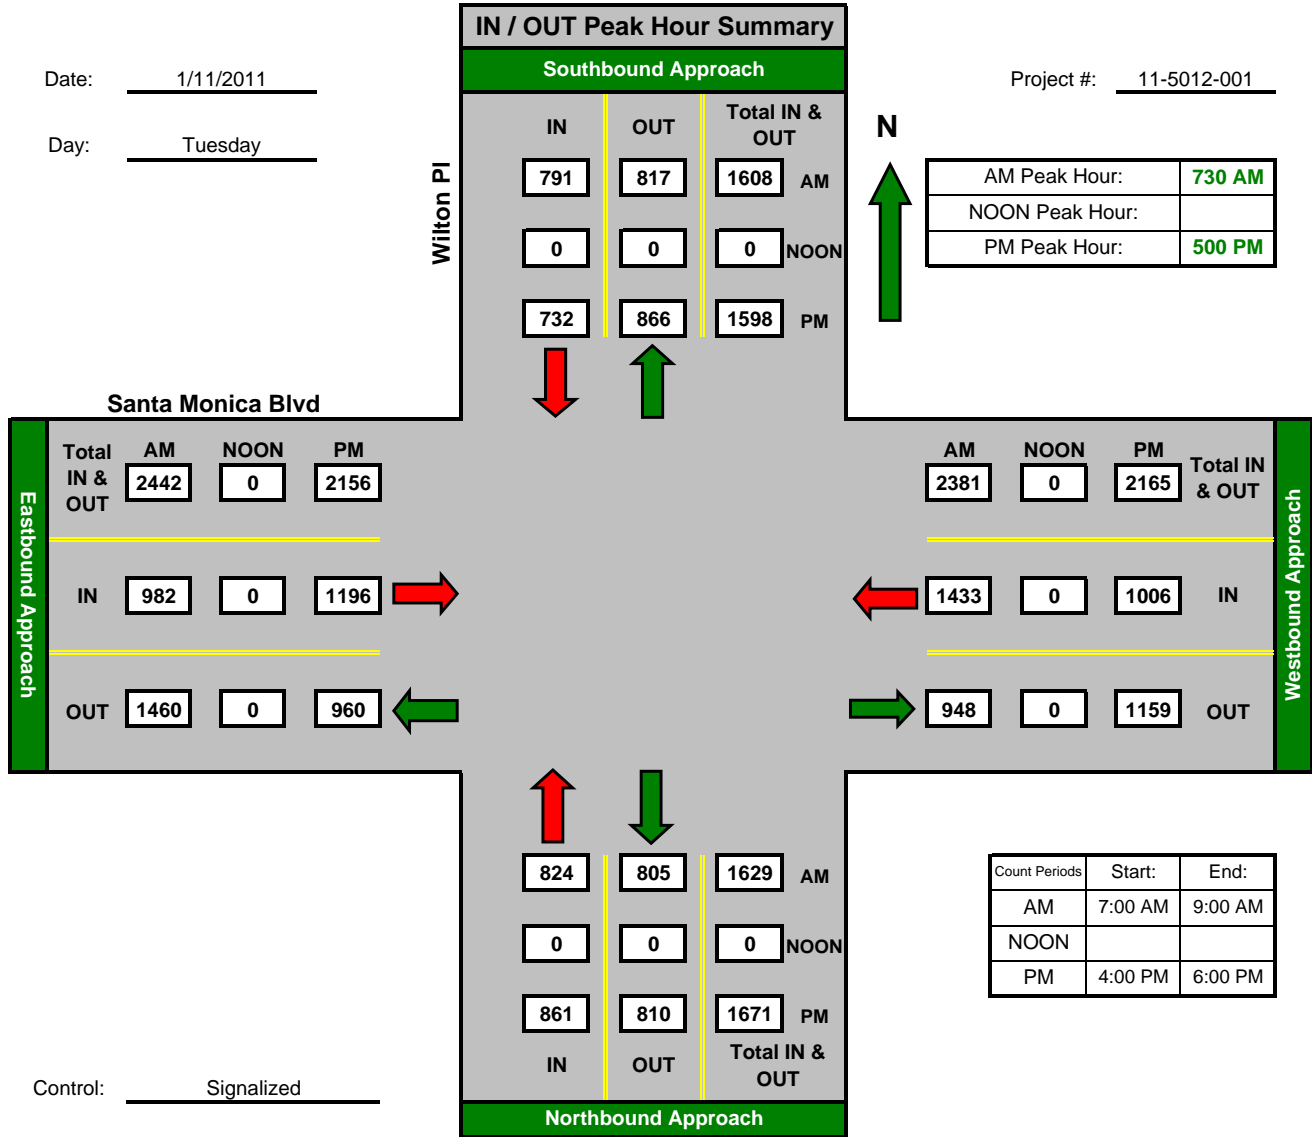 IN / OUT Peak Hour Summary
Southbound Approach
Date: 1/11/2011
Project #: 11-5012-001
Day: Tuesday
Wilton Pl
IN OUT Total IN &
OUT
791 817 1608 AM
0 0 0 NOON
732 866 1598 PM
N
AM Peak Hour: 730 AM
NOON Peak Hour:
PM Peak Hour: 500 PM
Santa Monica Blvd
Eastbound Approach
Total
IN &
OUT
AM NOON PM
2442 0 2156
IN 982 0 1196
OUT 1460 0 960
AM NOON PM
2381 0 2165
Total IN
& OUT
1433 0 1006 IN
948 0 1159 OUT
Westbound Approach
824 805 1629 AM
0 0 0 NOON
861 810 1671 PM
IN OUT Total IN &
OUT
Northbound Approach
Count Periods Start: End:
AM 7:00 AM 9:00 AM
NOON
PM 4:00 PM 6:00 PM
Control: Signalized